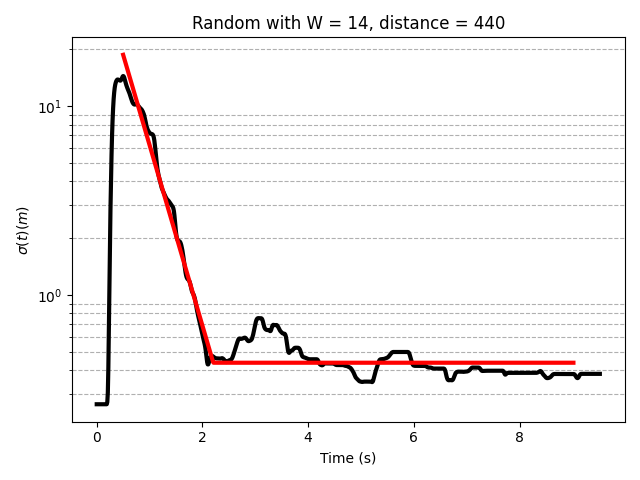 Random with W = 14, distance = 440
σ(t)(m)
10¹
10⁰
0 2 4 6 8
Time (s)